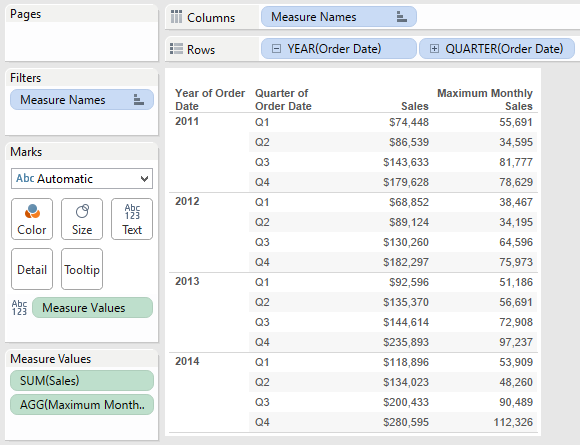 Pages
Columns Measure Names
Rows YEAR(Order Date) QUARTER(Order Date)
Filters
Measure Names
Marks
Abc Automatic
Color Size Abc 123 Text
Detail Tooltip
Abc 123 Measure Values
Measure Values
SUM(Sales)
AGG(Maximum Month..
Year of Order Date Quarter of Order Date Sales Maximum Monthly Sales
2011 Q1 $74,448 55,691
Q2 $86,539 34,595
Q3 $143,633 81,777
Q4 $179,628 78,629
2012 Q1 $68,852 38,467
Q2 $89,124 34,195
Q3 $130,260 64,596
Q4 $182,297 75,973
2013 Q1 $92,596 51,186
Q2 $135,370 56,691
Q3 $144,614 72,908
Q4 $235,893 97,237
2014 Q1 $118,896 53,909
Q2 $134,023 48,260
Q3 $200,433 90,489
Q4 $280,595 112,326